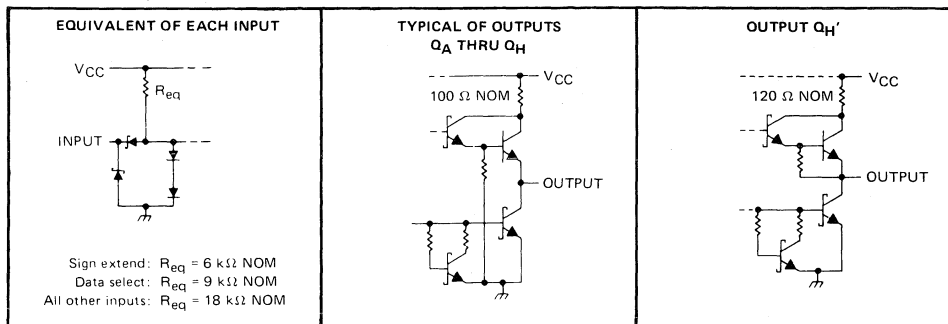 EQUIVALENT OF EACH INPUT
VCC
Req
INPUT
Sign extend: Req = 6 kΩ NOM
Data select: Req = 9 kΩ NOM
All other inputs: Req = 18 kΩ NOM
TYPICAL OF OUTPUTS
QA THRU QH
VCC
100 Ω NOM
OUTPUT
OUTPUT QH'
VCC
120 Ω NOM
OUTPUT